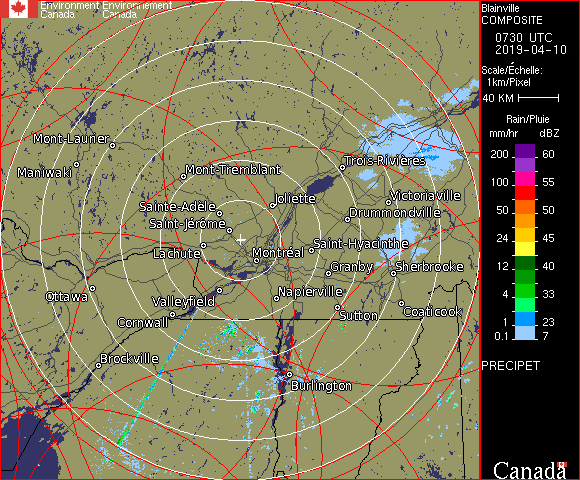 Environment Environnement
Canada Canada
Blainville
COMPOSITE
0730 UTC
2019-04-10
Scale/Échelle:
1km/Pixel
40 KM
Rain/Pluie
mm/hr dBZ
200 60
100 55
50 50
24 45
12 40
4 33
1 23
0.1 7
PRECIPET
Canada
Mont-Laurier
Maniwaki
Mont-Tremblant
Trois-Rivières
Sainte-Adèle
Joliette
Victoriaville
Drummondville
Saint-Jérôme
Lachute
Montréal
Saint-Hyacinthe
Granby
Sherbrooke
Ottawa
Valleyfield
Napierville
Cornwall
Sutton
Coaticook
Brockville
Burlington